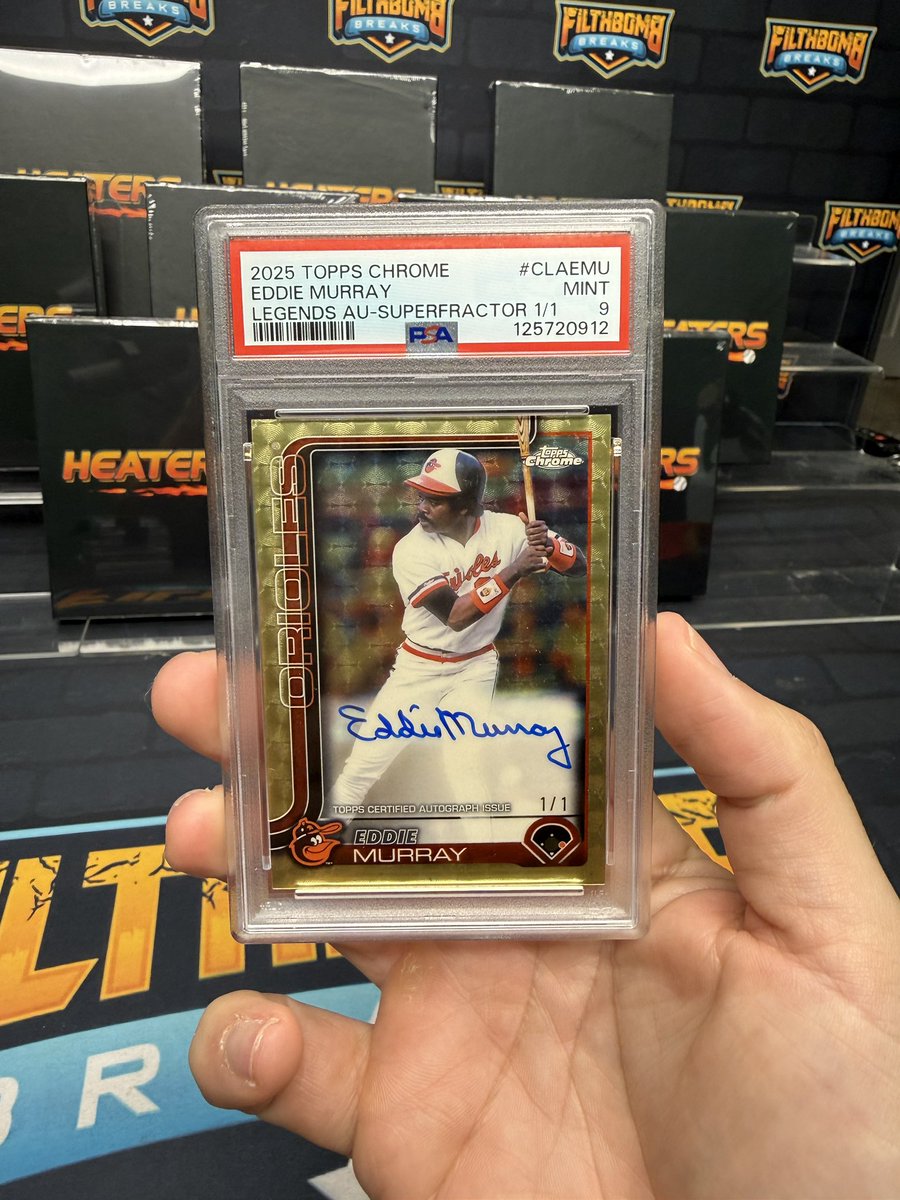 FILTHBOMB
BREAKS
FILTHBOMB
BREAKS
FILTHBOMB
BREAKS
HEATERS
HEATERS
FILTHBOMB
BREAKS
2025 TOPPS CHROME #CLAEMU
EDDIE MURRAY MINT
LEGENDS AU-SUPERFRACTOR 1/1 9
PSA 125720912
HEATERS
ORIOLES
Topps
Chrome
Orioles
Eddie Murray
TOPPS CERTIFIED AUTOGRAPH ISSUE
1/1
EDDIE
MURRAY